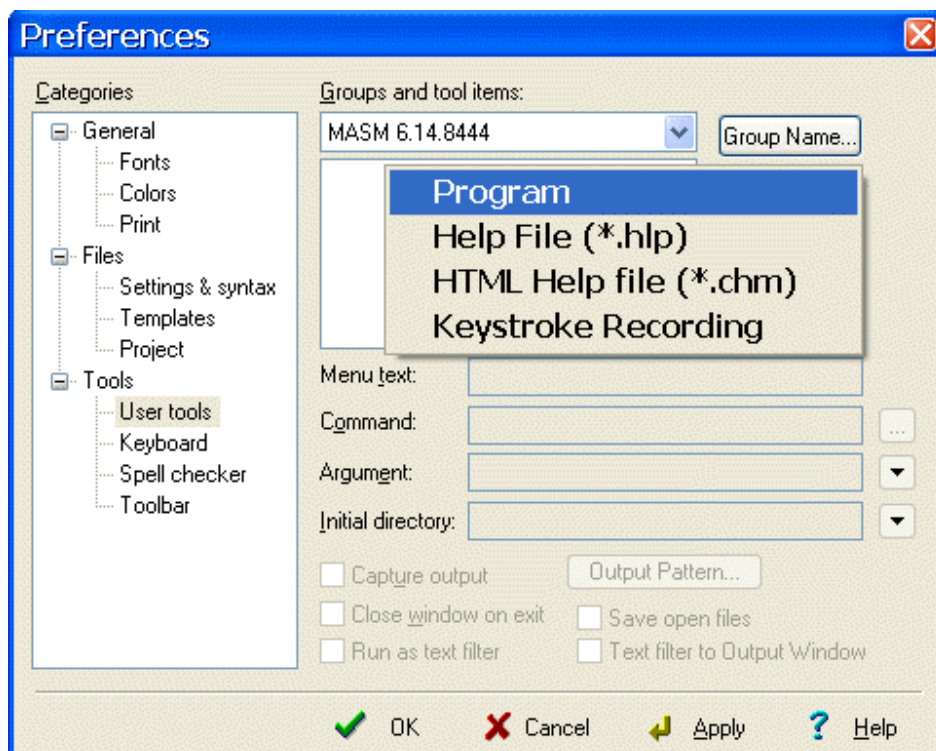 Preferences
Categories
General
Fonts
Colors
Print
Files
Settings & syntax
Templates
Project
Tools
User tools
Keyboard
Spell checker
Toolbar
Groups and tool items:
MASM 6.14.8444
Group Name...
Program
Help File (*.hlp)
HTML Help file (*.chm)
Keystroke Recording
Menu text:
Command:
...
Argument:
Initial directory:
Capture output
Output Pattern...
Close window on exit
Save open files
Run as text filter
Text filter to Output Window
OK
Cancel
Apply
Help